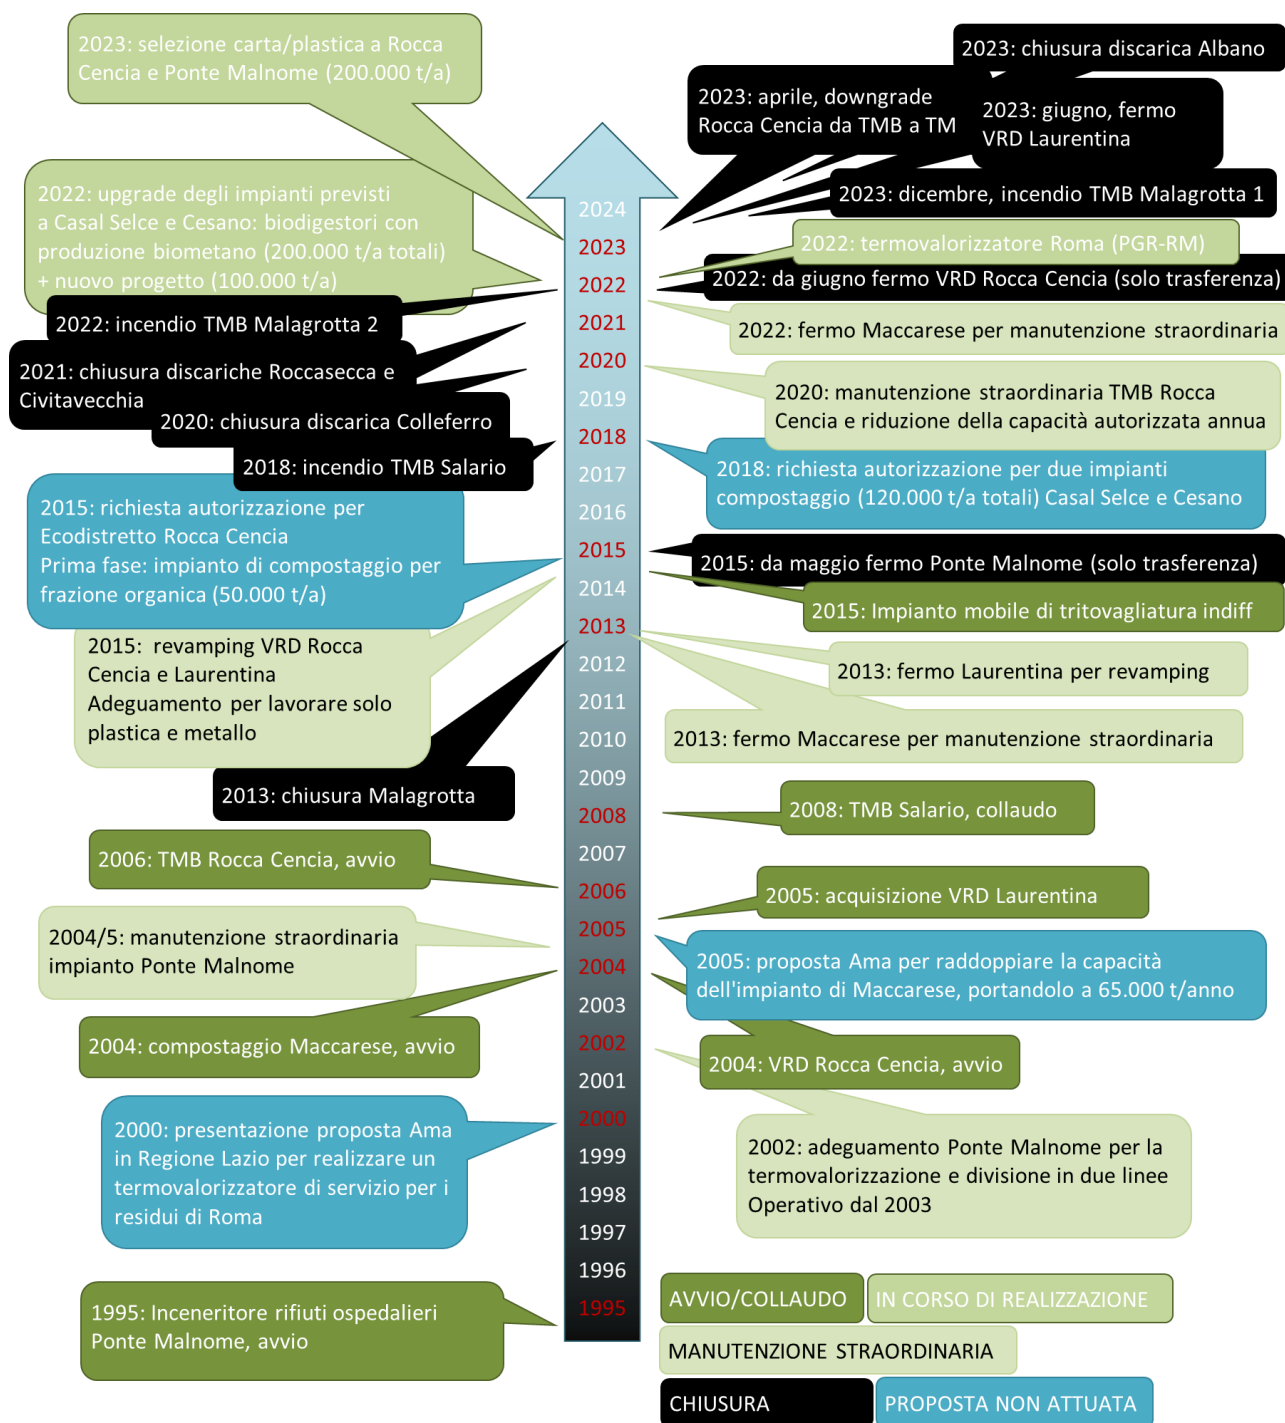 2023: selezione carta/plastica a Rocca
Cencia e Ponte Malnome (200.000 t/a)
2023: chiusura discarica Albano
2023: aprile, downgrade
Rocca Cencia da TMB a TM
2023: giugno, fermo
VRD Laurentina
2023: dicembre, incendio TMB Malagrotta 1
2022: upgrade degli impianti previsti
a Casal Selce e Cesano: biodigestori con
produzione biometano (200.000 t/a totali)
+ nuovo progetto (100.000 t/a)
2022: termovalorizzatore Roma (PGR-RM)
2022: da giugno fermo VRD Rocca Cencia (solo trasferenza)
2022: incendio TMB Malagrotta 2
2022: fermo Maccarese per manutenzione straordinaria
2021: chiusura discariche Roccasecca e
Civitavecchia
2020: manutenzione straordinaria TMB Rocca
Cencia e riduzione della capacità autorizzata annua
2020: chiusura discarica Colleferro
2018: incendio TMB Salario
2018: richiesta autorizzazione per due impianti
compostaggio (120.000 t/a totali) Casal Selce e Cesano
2015: richiesta autorizzazione per
Ecodistretto Rocca Cencia
Prima fase: impianto di compostaggio per
frazione organica (50.000 t/a)
2015: da maggio fermo Ponte Malnome (solo trasferenza)
2015: Impianto mobile di tritovagliatura indiff
2015:  revamping VRD Rocca
Cencia e Laurentina
Adeguamento per lavorare solo
plastica e metallo
2013: fermo Laurentina per revamping
2013: fermo Maccarese per manutenzione straordinaria
2013: chiusura Malagrotta
2008: TMB Salario, collaudo
2006: TMB Rocca Cencia, avvio
2005: acquisizione VRD Laurentina
2004/5: manutenzione straordinaria
impianto Ponte Malnome
2005: proposta Ama per raddoppiare la capacità
dell'impianto di Maccarese, portandolo a 65.000 t/anno
2004: compostaggio Maccarese, avvio
2004: VRD Rocca Cencia, avvio
2000: presentazione proposta Ama
in Regione Lazio per realizzare un
termovalorizzatore di servizio per i
residui di Roma
2002: adeguamento Ponte Malnome per la
termovalorizzazione e divisione in due linee
Operativo dal 2003
1995: Inceneritore rifiuti ospedalieri
Ponte Malnome, avvio
2024
2023
2022
2021
2020
2019
2018
2017
2016
2015
2014
2013
2012
2011
2010
2009
2008
2007
2006
2005
2004
2003
2002
2001
2000
1999
1998
1997
1996
1995
AVVIO/COLLAUDO
IN CORSO DI REALIZZAZIONE
MANUTENZIONE STRAORDINARIA
CHIUSURA
PROPOSTA NON ATTUATA